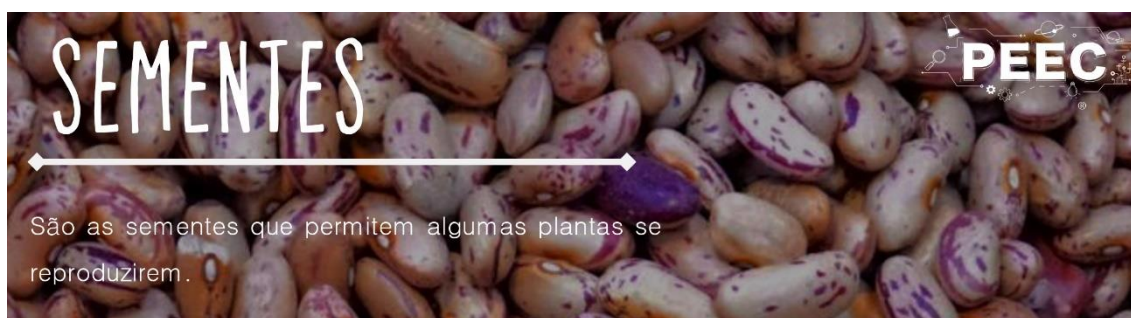 SEMENTES
PEEC
®
São as sementes que permitem algumas plantas se
reproduzirem.